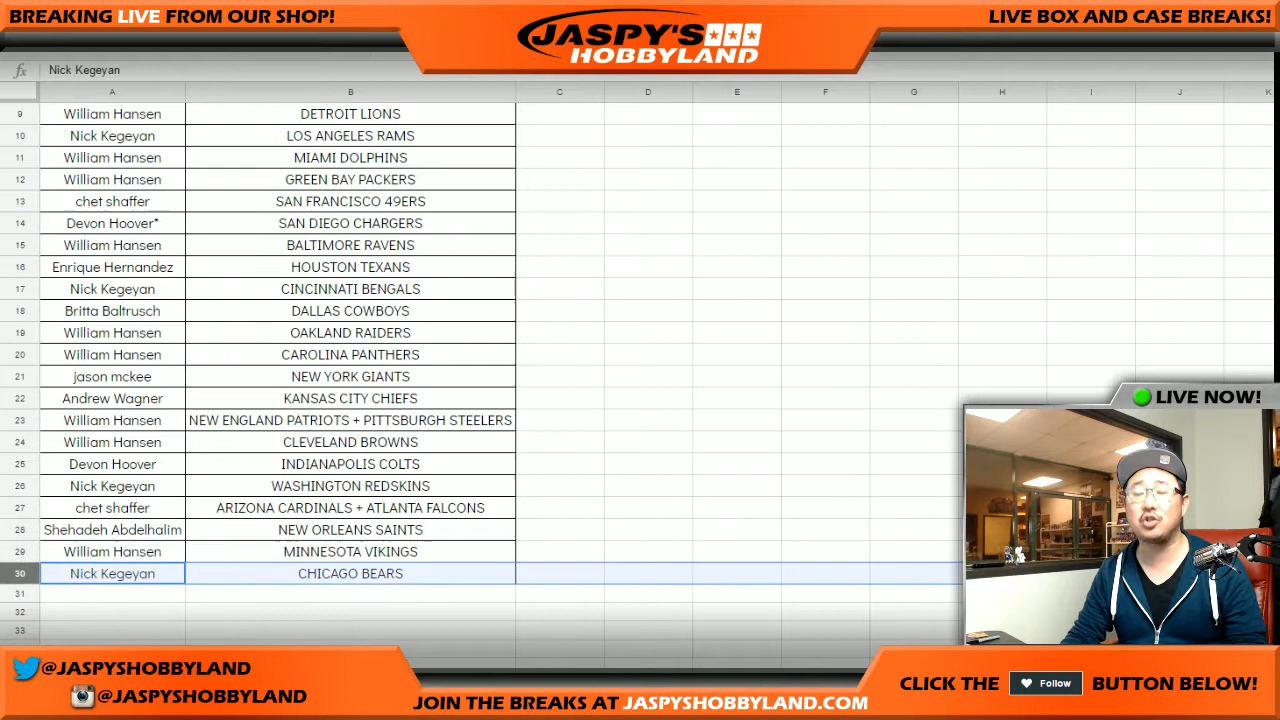 BREAKING LIVE FROM OUR SHOP!
JASPY'S
HOBBYLAND
LIVE BOX AND CASE BREAKS!
fx Nick Kegeyan
A B C D E F G H I J K
9 William Hansen DETROIT LIONS
10 Nick Kegeyan LOS ANGELES RAMS
11 William Hansen MIAMI DOLPHINS
12 William Hansen GREEN BAY PACKERS
13 chet shaffer SAN FRANCISCO 49ERS
14 Devon Hoover* SAN DIEGO CHARGERS
15 William Hansen BALTIMORE RAVENS
16 Enrique Hernandez HOUSTON TEXANS
17 Nick Kegeyan CINCINNATI BENGALS
18 Britta Baltrusch DALLAS COWBOYS
19 William Hansen OAKLAND RAIDERS
20 William Hansen CAROLINA PANTHERS
21 jason mckee NEW YORK GIANTS
22 Andrew Wagner KANSAS CITY CHIEFS
23 William Hansen NEW ENGLAND PATRIOTS + PITTSBURGH STEELERS
24 William Hansen CLEVELAND BROWNS
25 Devon Hoover INDIANAPOLIS COLTS
26 Nick Kegeyan WASHINGTON REDSKINS
27 chet shaffer ARIZONA CARDINALS + ATLANTA FALCONS
28 Shehadeh Abdelhalim NEW ORLEANS SAINTS
29 William Hansen MINNESOTA VIKINGS
30 Nick Kegeyan CHICAGO BEARS
31
32
33
LIVE NOW!
@JASPYSHOBBYLAND
@JASPYSHOBBYLAND
JOIN THE BREAKS AT JASPYSHOBBYLAND.COM
CLICK THE Follow BUTTON BELOW!